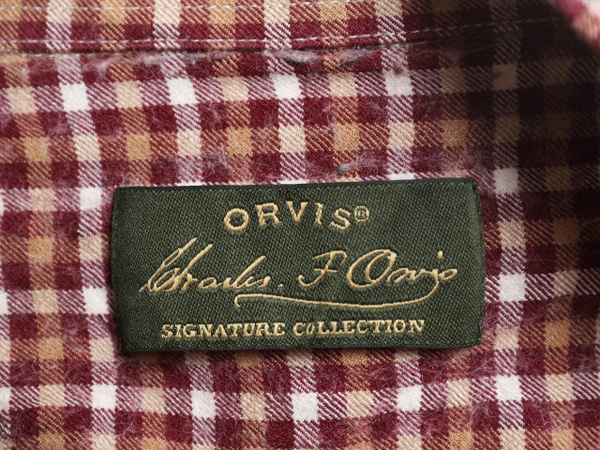 ORVIS®
Charles. F Orvis
SIGNATURE COLLECTION